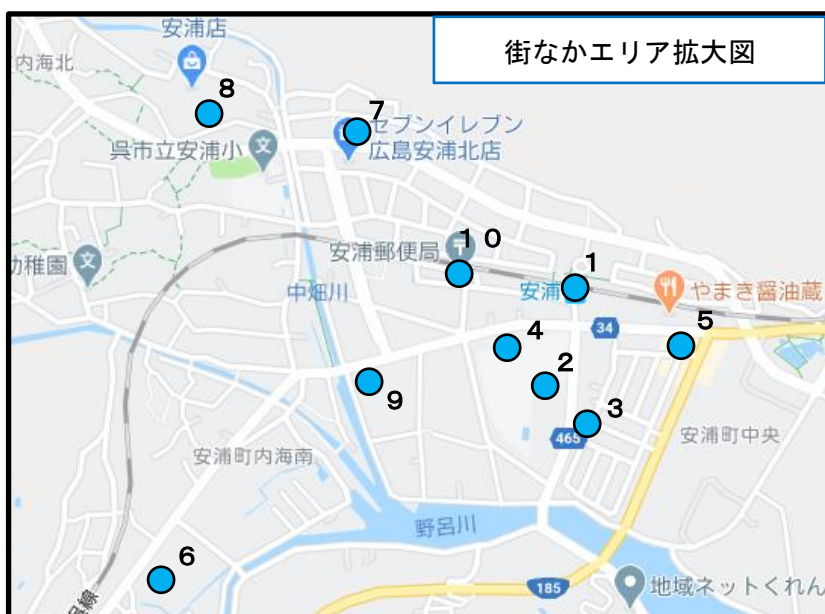 街なかエリア拡大図
安浦店
内海北
8
7
セブンイレブン
広島安浦北店
呉市立安浦小
文
10
安浦郵便局
〒
幼稚園
文
中畑川
1
安浦
やまき醤油蔵
34
5
4
2
9
3
465
安浦町中央
安浦町内海南
野呂川
6
185
地域ネットくれん
呉線